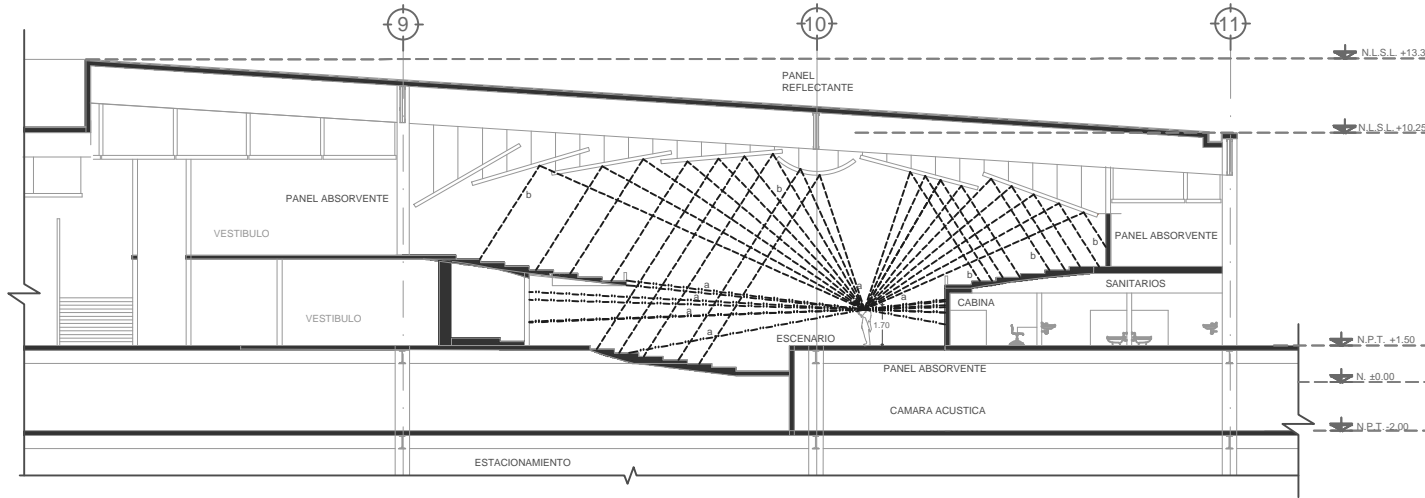 9
10
11
N.L.S.L. +13.3
PANEL
REFLECTANTE
N.L.S.L. +10,25
b
b
PANEL ABSORVENTE
VESTIBULO
PANEL ABSORVENTE
b
b
b
SANITARIOS
a
a
a
a
a
a
CABINA
VESTIBULO
1.70
ESCENARIO
N.P.T. +1.50
PANEL ABSORVENTE
N. ±0.00
CAMARA ACUSTICA
N.P.T. -2.00
ESTACIONAMIENTO